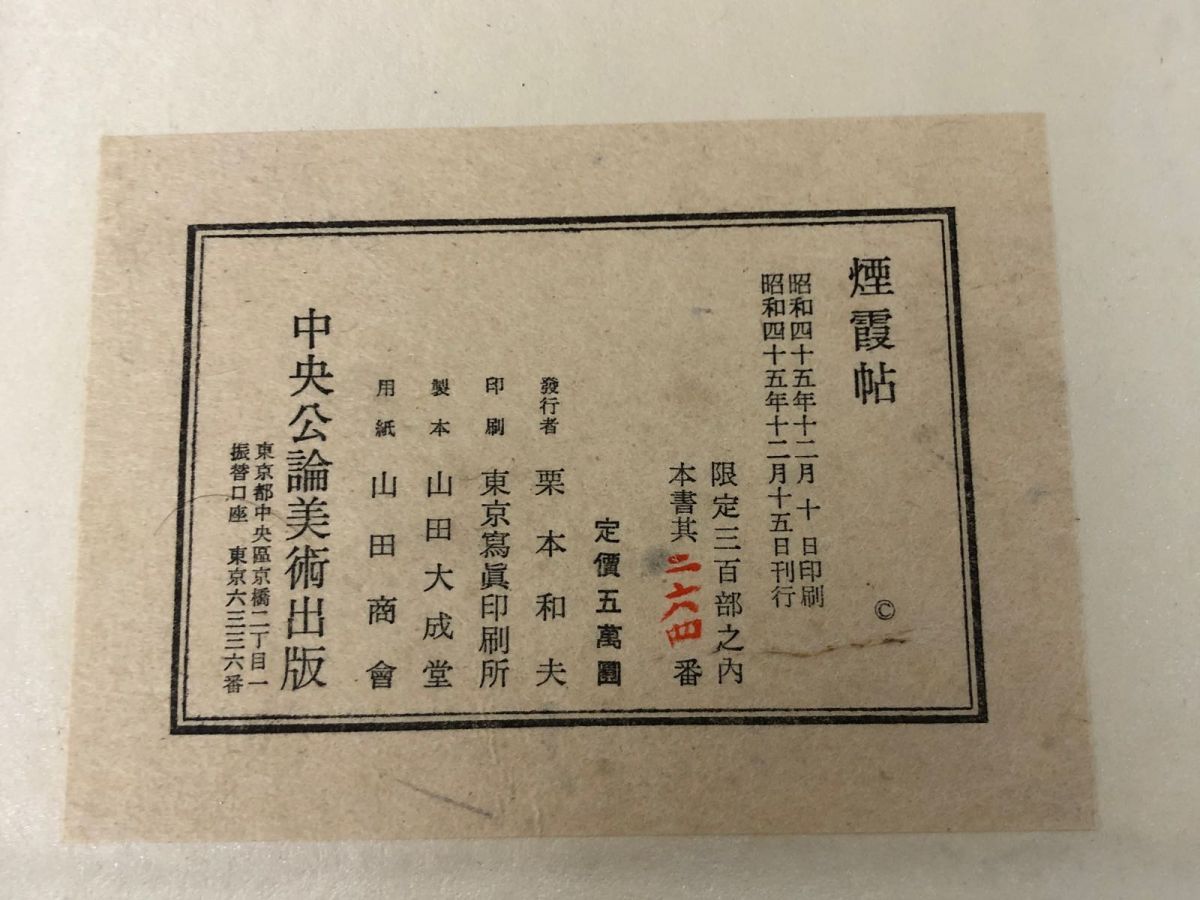 煙霞帖
©
昭和四十五年十二月 十 日印刷
昭和四十五年十二月十五日刊行
限定三百部之内
本書其二六四番
定價五萬圓
發行者 栗本和夫
印刷 東京寫眞印刷所
製本 山田大成堂
用紙 山田商會
中央公論美術出版
東京都中央區京橋二丁目一
振替口座 東京六三三六番